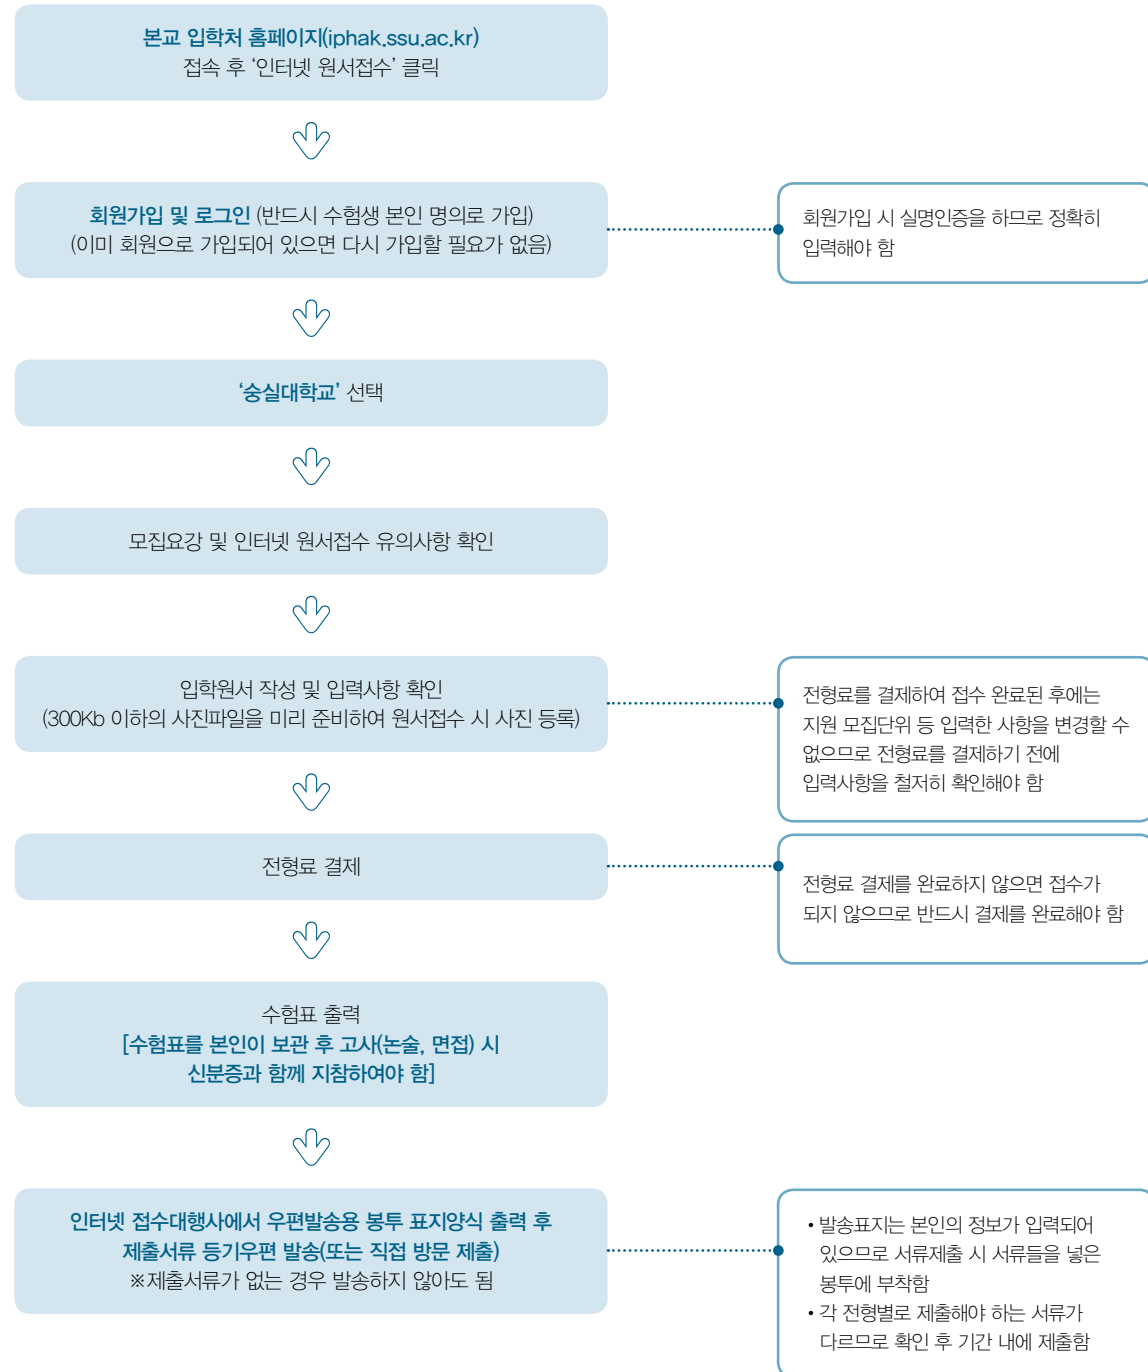 본교 입학처 홈페이지(iphak.ssu.ac.kr)
접속 후 ‘인터넷 원서접수’ 클릭
회원가입 및 로그인 (반드시 수험생 본인 명의로 가입)
(이미 회원으로 가입되어 있으면 다시 가입할 필요가 없음)
회원가입 시 실명인증을 하므로 정확히
입력해야 함
‘숭실대학교’ 선택
모집요강 및 인터넷 원서접수 유의사항 확인
입학원서 작성 및 입력사항 확인
(300Kb 이하의 사진파일을 미리 준비하여 원서접수 시 사진 등록)
전형료를 결제하여 접수 완료된 후에는
지원 모집단위 등 입력한 사항을 변경할 수
없으므로 전형료를 결제하기 전에
입력사항을 철저히 확인해야 함
전형료 결제
전형료 결제를 완료하지 않으면 접수가
되지 않으므로 반드시 결제를 완료해야 함
수험표 출력
[수험표를 본인이 보관 후 고사(논술, 면접) 시
신분증과 함께 지참하여야 함]
인터넷 접수대행사에서 우편발송용 봉투 표지양식 출력 후
제출서류 등기우편 발송(또는 직접 방문 제출)
※제출서류가 없는 경우 발송하지 않아도 됨
• 발송표지는 본인의 정보가 입력되어
있으므로 서류제출 시 서류들을 넣은
봉투에 부착함
• 각 전형별로 제출해야 하는 서류가
다르므로 확인 후 기간 내에 제출함